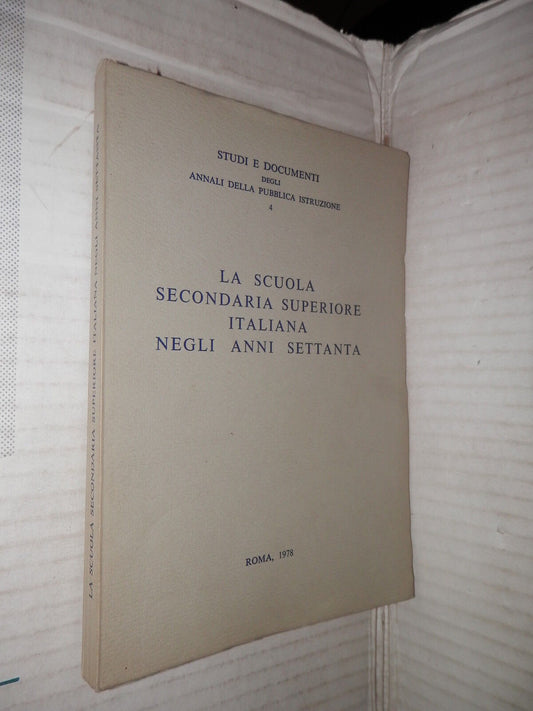 STUDI E DOCUMENTI
DEGLI
ANNALI DELLA PUBBLICA ISTRUZIONE
4
LA SCUOLA
SECONDARIA SUPERIORE
ITALIANA
NEGLI ANNI SETTANTA
ROMA, 1978
LA SCUOLA SECONDARIA SUPERIORE ITALIANA NEGLI ANNI SETTANTA